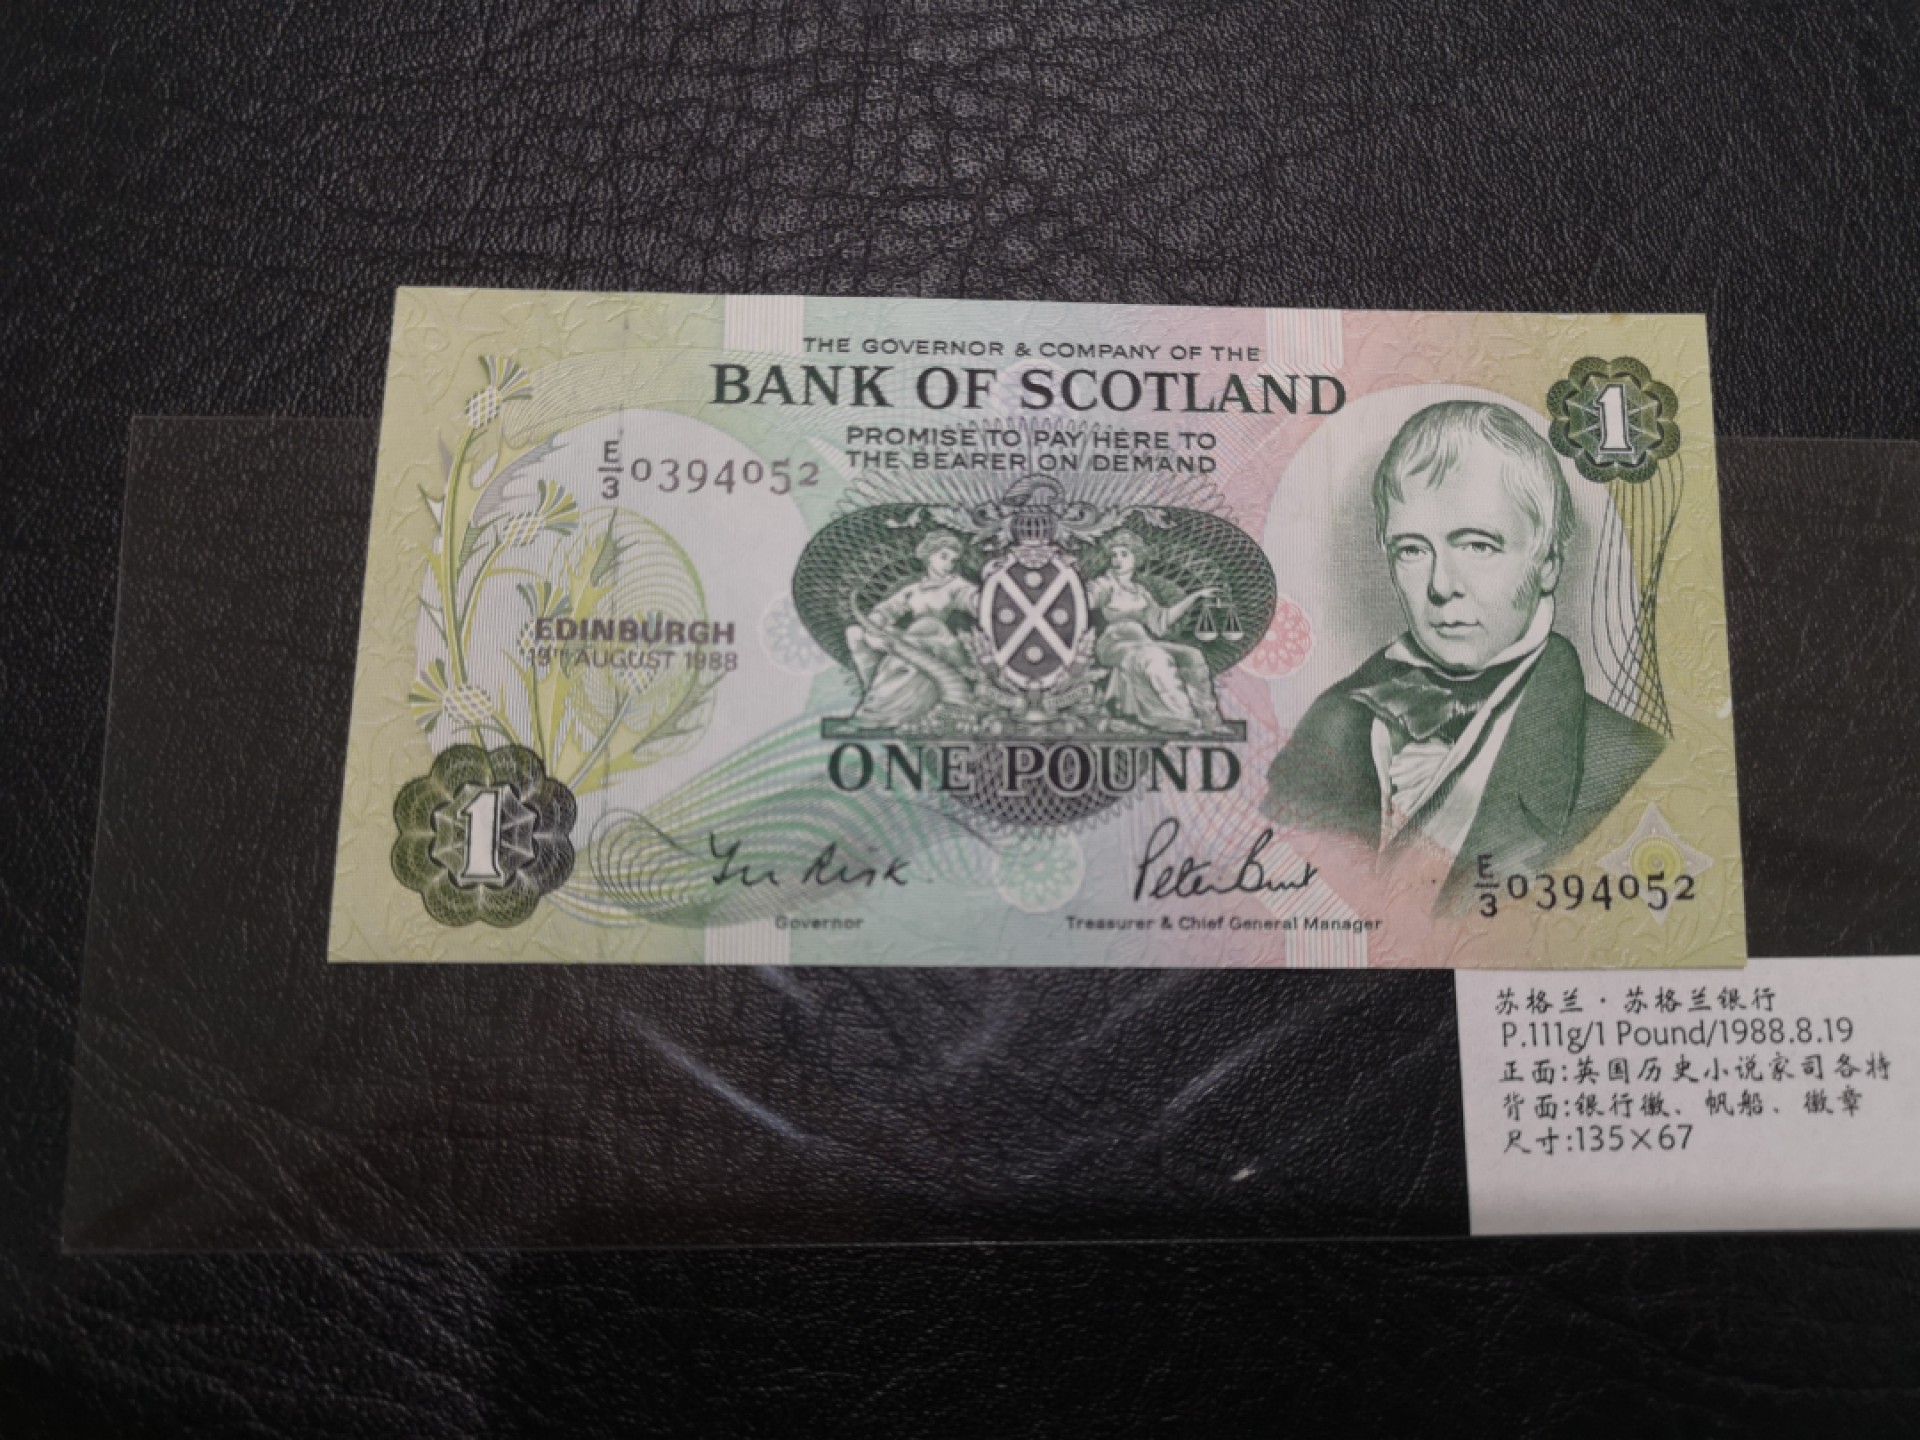 THE GOVERNOR & COMPANY OF THE
BANK OF SCOTLAND
PROMISE TO PAY HERE TO
THE BEARER ON DEMAND
E/3 0394052
1
EDINBURGH
19TH AUGUST 1988
ONE POUND
1
Peter Burt
Governor
Treasurer & Chief General Manager
E/3 0394052
苏格兰·苏格兰银行
P.111g/1 Pound/1988.8.19
正面:英国历史小说家司各特
背面:银行徽、帆船、徽章
尺寸:135×67